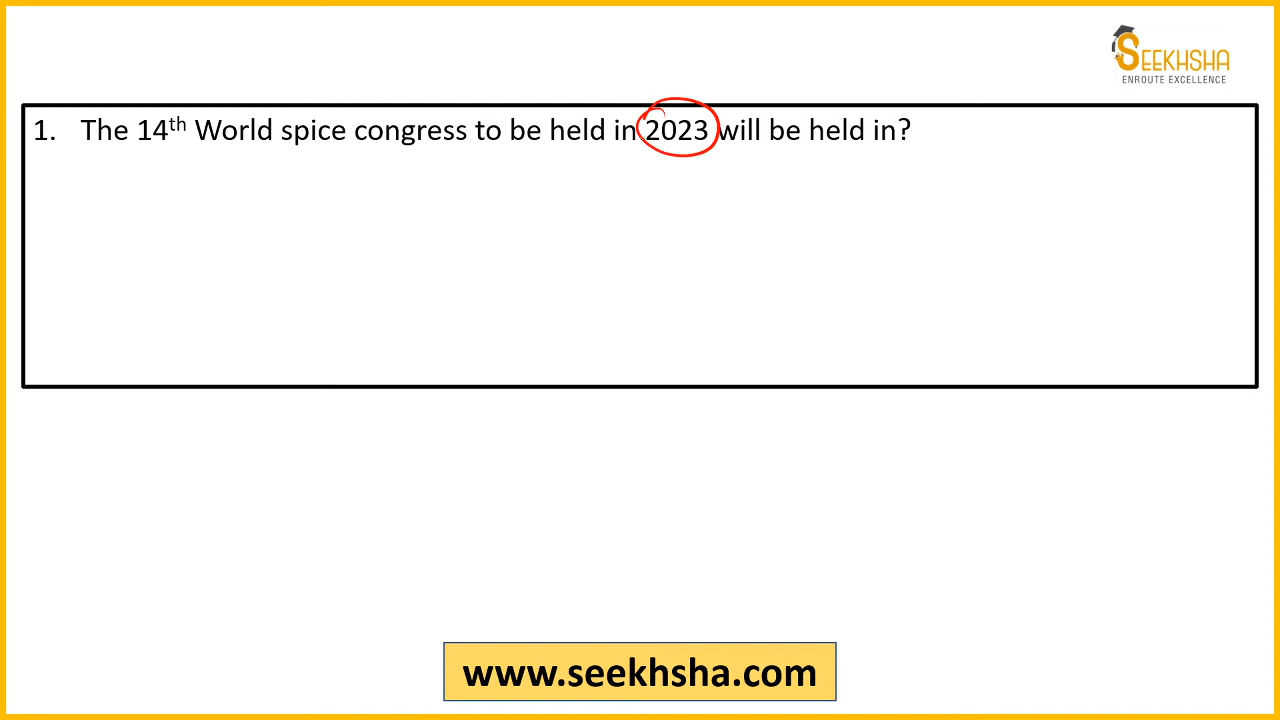 SEEKHSHA
ENROUTE EXCELLENCE
1. The 14th World spice congress to be held in 2023 will be held in?
www.seekhsha.com